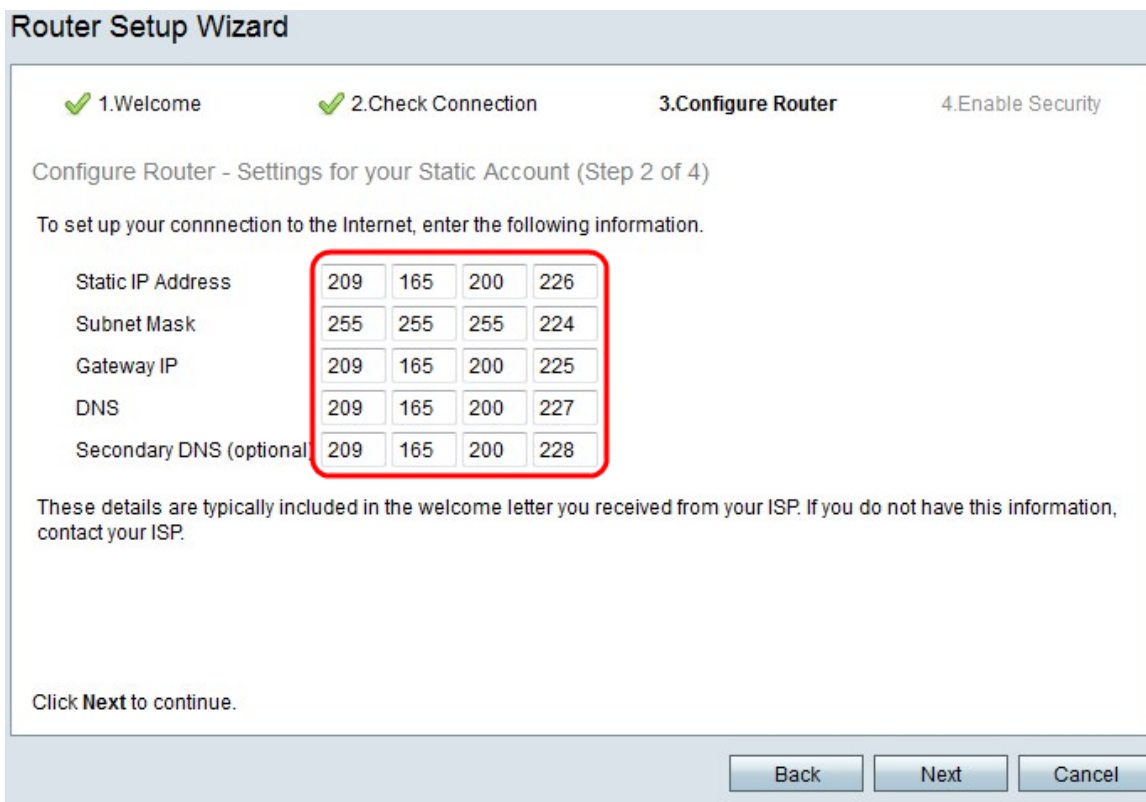 Router Setup Wizard
1.Welcome 2.Check Connection 3.Configure Router 4.Enable Security
Configure Router - Settings for your Static Account (Step 2 of 4)
To set up your connnection to the Internet, enter the following information.
Static IP Address 209 165 200 226
Subnet Mask 255 255 255 224
Gateway IP 209 165 200 225
DNS 209 165 200 227
Secondary DNS (optional) 209 165 200 228
These details are typically included in the welcome letter you received from your ISP. If you do not have this information,
contact your ISP.
Click Next to continue.
Back Next Cancel